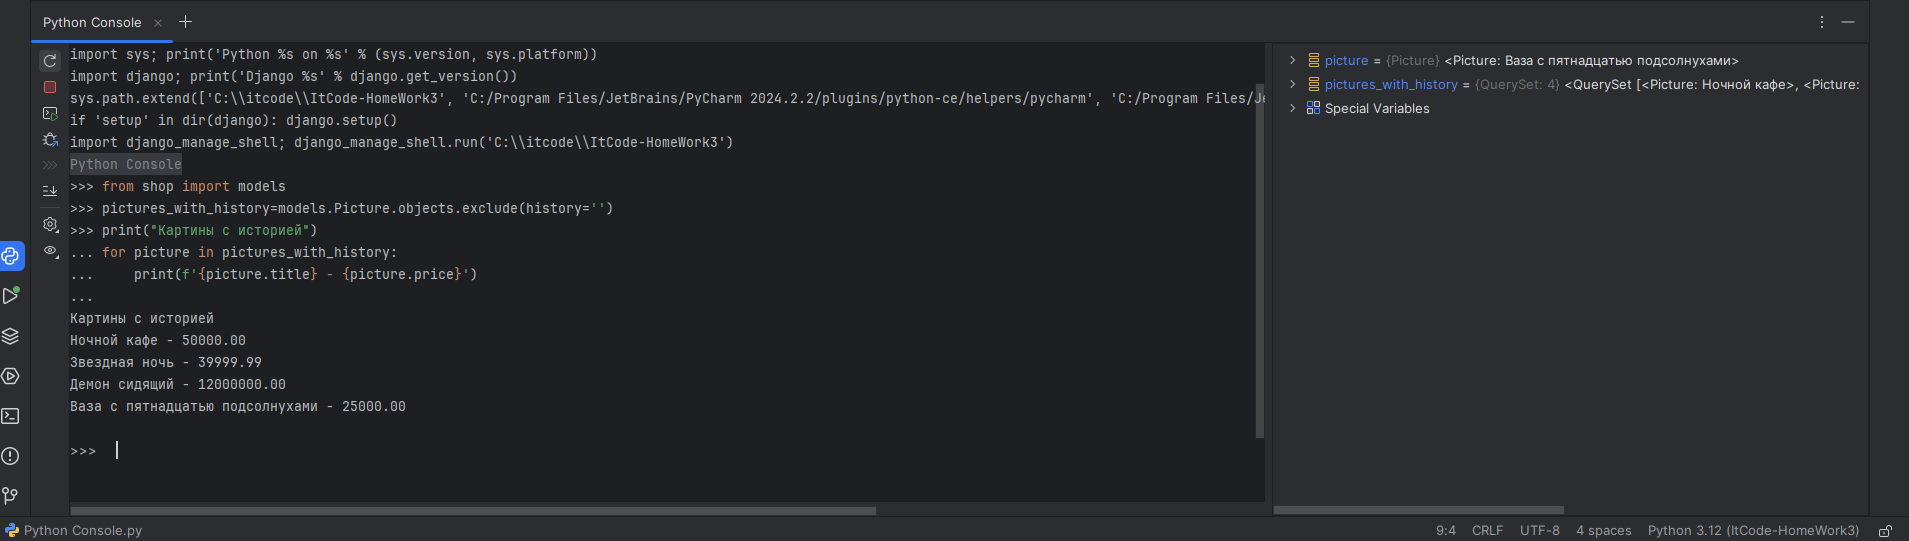 Python Console
import sys; print('Python %s on %s' % (sys.version, sys.platform))
import django; print('Django %s' % django.get_version())
sys.path.extend(['C:\\itcode\\ItCode-HomeWork3', 'C:/Program Files/JetBrains/PyCharm 2024.2.2/plugins/python-ce/helpers/pycharm', 'C:/Program Files/Je
if 'setup' in dir(django): django.setup()
import django_manage_shell; django_manage_shell.run('C:\\itcode\\ItCode-HomeWork3')
Python Console
>>> from shop import models
>>> pictures_with_history=models.Picture.objects.exclude(history='')
>>> print("Картины с историей")
... for picture in pictures_with_history:
...     print(f'{picture.title} - {picture.price}')
...
Картины с историей
Ночной кафе - 50000.00
Звездная ночь - 39999.99
Демон сидящий - 12000000.00
Ваза с пятнадцатью подсолнухами - 25000.00
>>>
picture = {Picture} <Picture: Ваза с пятнадцатью подсолнухами>
pictures_with_history = {QuerySet: 4} <QuerySet [<Picture: Ночной кафе>, <Picture:
Special Variables
Python Console.py
9:4 CRLF UTF-8 4 spaces Python 3.12 (ItCode-HomeWork3)